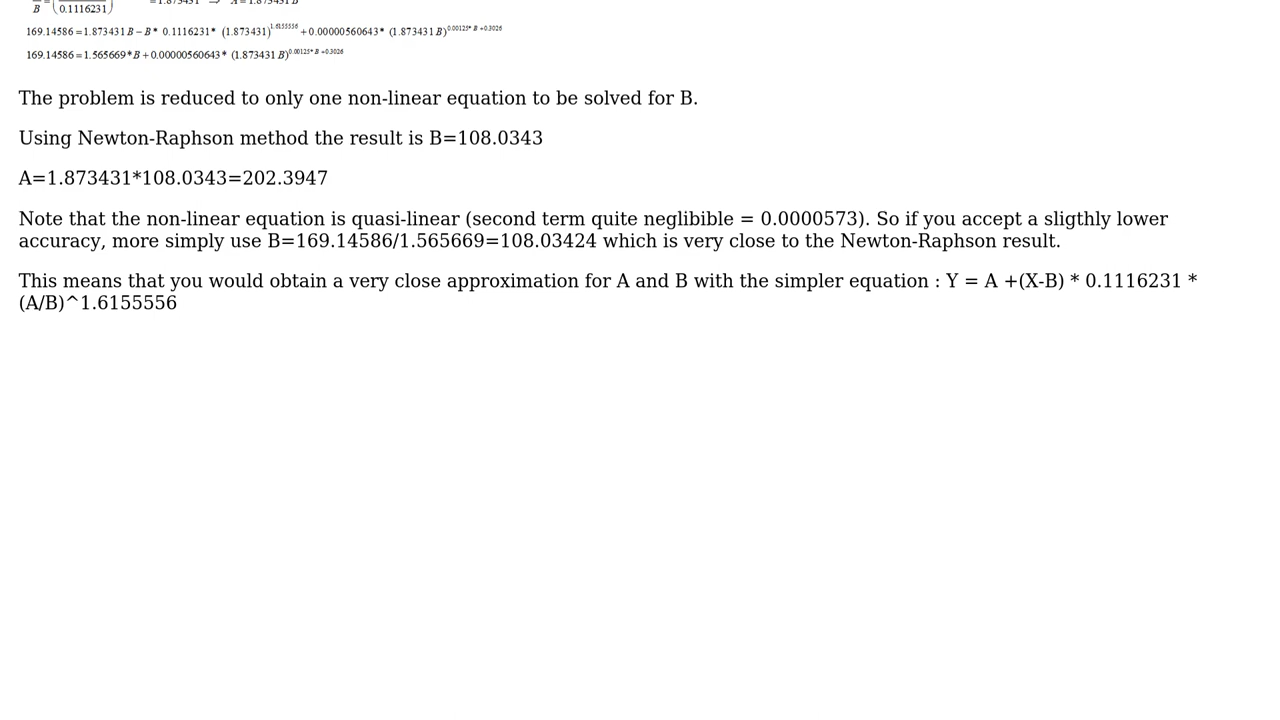 B (0.1116231) =1.873431 ⇒ A=1.873431 B
169.14586=1.873431 B−B* 0.1116231* (1.873431)^1.6155556 +0.00000560643* (1.873431 B)^0.00125* B +0.3026
169.14586=1.565669*B+0.00000560643* (1.873431 B)^0.00125* B +0.3026
The problem is reduced to only one non-linear equation to be solved for B.
Using Newton-Raphson method the result is B=108.0343
A=1.873431*108.0343=202.3947
Note that the non-linear equation is quasi-linear (second term quite neglibible = 0.0000573). So if you accept a sligthly lower
accuracy, more simply use B=169.14586/1.565669=108.03424 which is very close to the Newton-Raphson result.
This means that you would obtain a very close approximation for A and B with the simpler equation : Y = A +(X-B) * 0.1116231 *
(A/B)^1.6155556